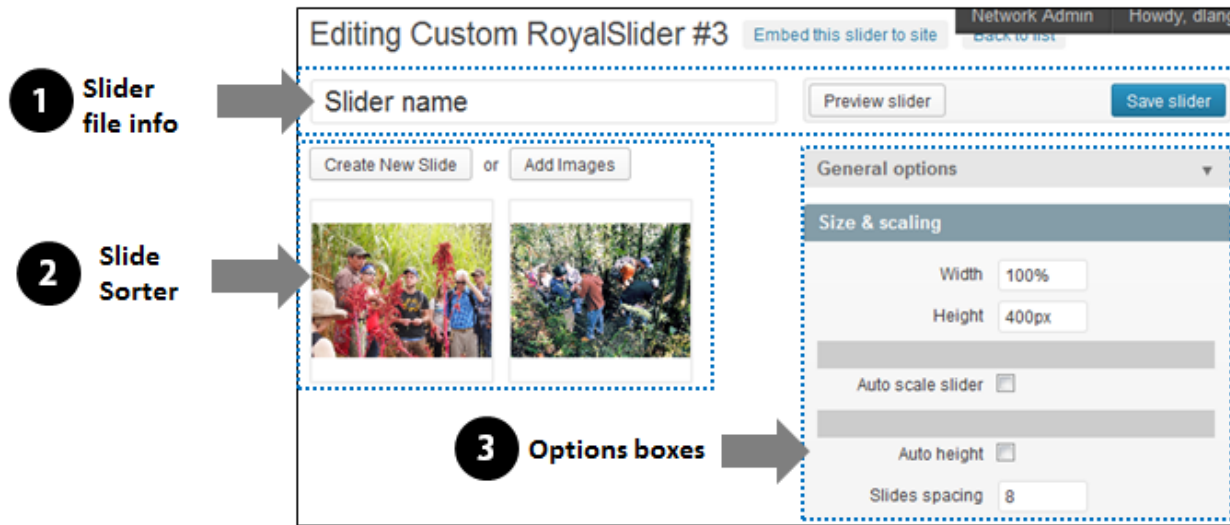 Network Admin Howdy, dlang
Editing Custom RoyalSlider #3 Embed this slider to site Back to list
1 Slider
file info
Slider name Preview slider Save slider
Create New Slide or Add Images General options
Size & scaling
2 Slide
Sorter
Width 100%
Height 400px
Auto scale slider
3 Options boxes
Auto height
Slides spacing 8